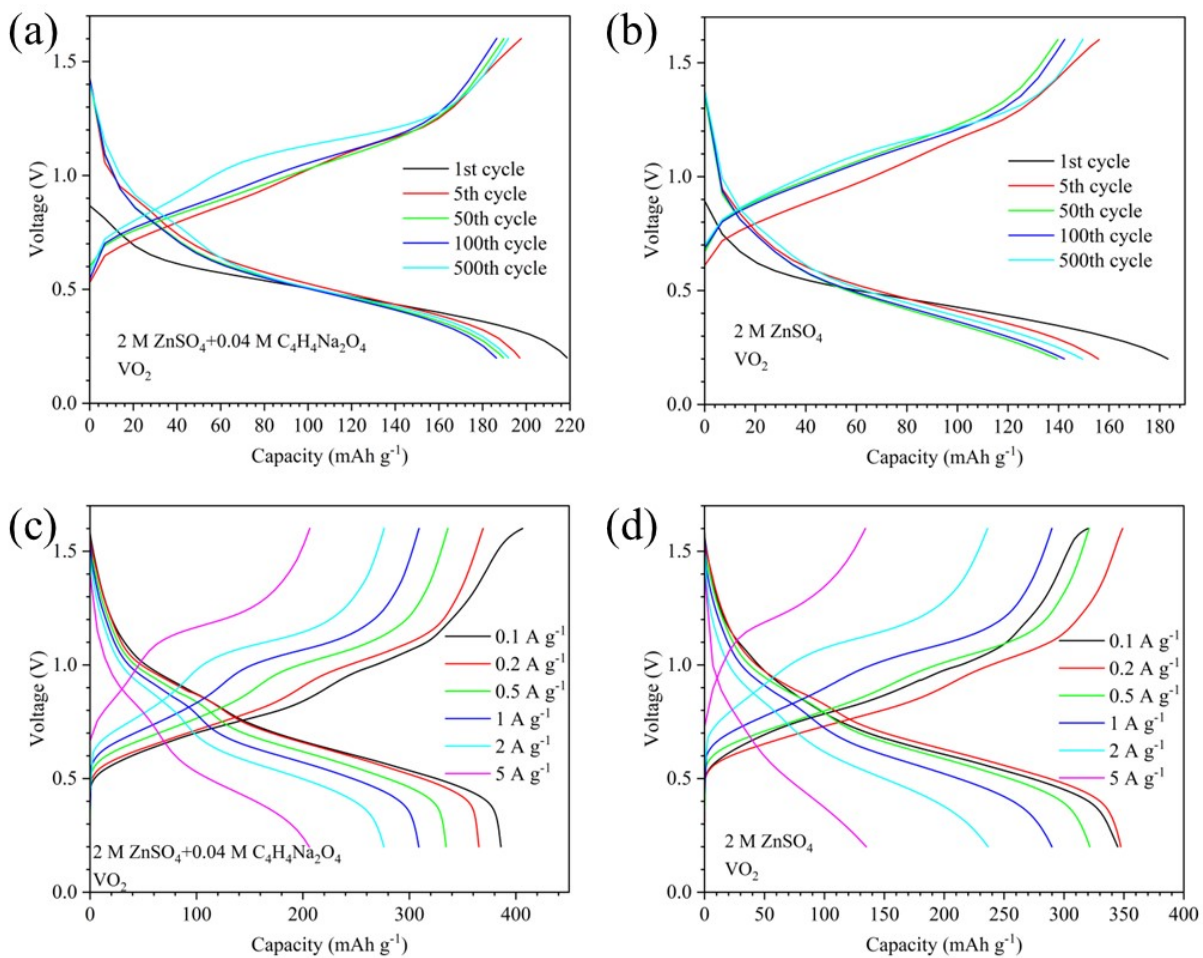 (a)
1.5
1.0
0.5
0.0
Voltage (V)
1st cycle
5th cycle
50th cycle
100th cycle
500th cycle
2 M ZnSO₄+0.04 M C₄H₄Na₂O₄
VO₂
0 20 40 60 80 100 120 140 160 180 200 220
Capacity (mAh g⁻¹)
(b)
1.5
1.0
0.5
0.0
Voltage (V)
1st cycle
5th cycle
50th cycle
100th cycle
500th cycle
2 M ZnSO₄
VO₂
0 20 40 60 80 100 120 140 160 180
Capacity (mAh g⁻¹)
(c)
1.5
1.0
0.5
0.0
Voltage (V)
0.1 A g⁻¹
0.2 A g⁻¹
0.5 A g⁻¹
1 A g⁻¹
2 A g⁻¹
5 A g⁻¹
2 M ZnSO₄+0.04 M C₄H₄Na₂O₄
VO₂
0 100 200 300 400
Capacity (mAh g⁻¹)
(d)
1.5
1.0
0.5
0.0
Voltage (V)
0.1 A g⁻¹
0.2 A g⁻¹
0.5 A g⁻¹
1 A g⁻¹
2 A g⁻¹
5 A g⁻¹
2 M ZnSO₄
VO₂
0 50 100 150 200 250 300 350 400
Capacity (mAh g⁻¹)